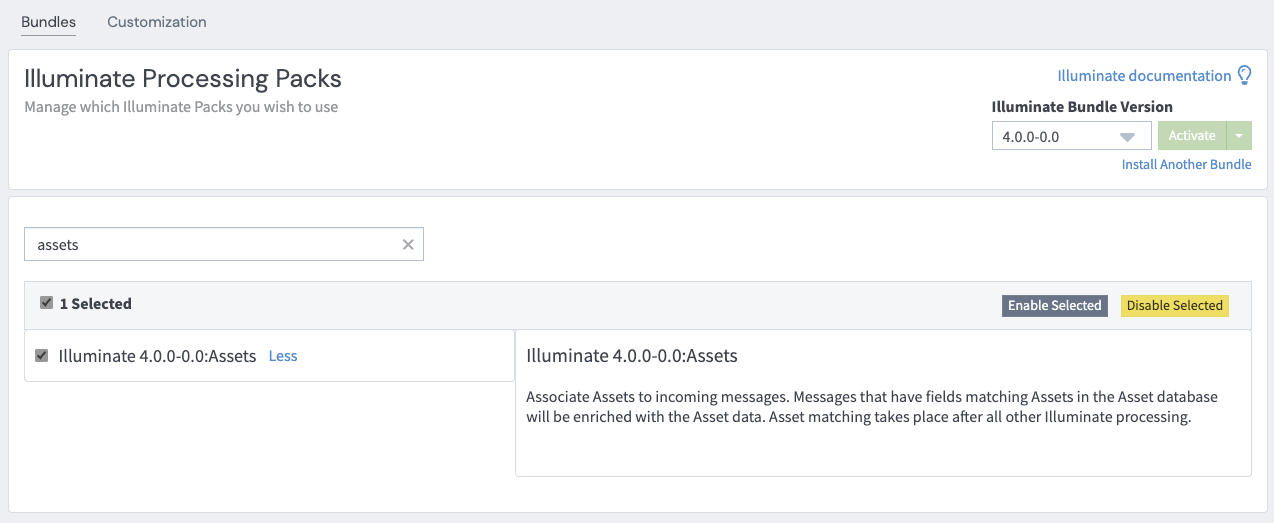 Bundles Customization
Illuminate Processing Packs
Manage which Illuminate Packs you wish to use
Illuminate documentation
Illuminate Bundle Version
4.0.0-0.0 Activate
Install Another Bundle
assets
1 Selected Enable Selected Disable Selected
Illuminate 4.0.0-0.0:Assets Less
Illuminate 4.0.0-0.0:Assets
Associate Assets to incoming messages. Messages that have fields matching Assets in the Asset database
will be enriched with the Asset data. Asset matching takes place after all other Illuminate processing.